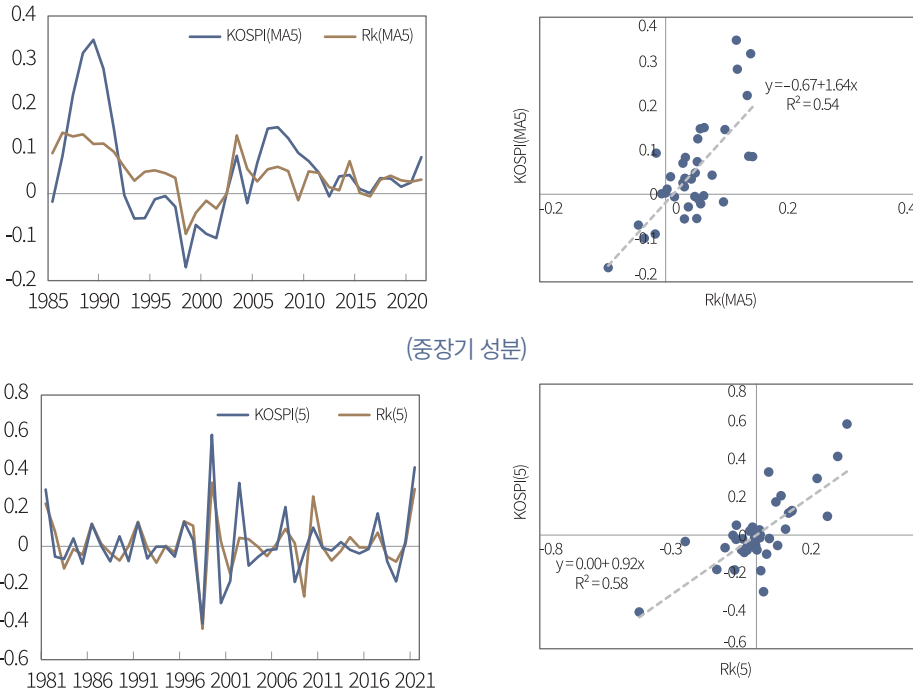 KOSPI(MA5) Rk(MA5)
0.4
0.3
0.2
0.1
0
-0.1
-0.2
1985 1990 1995 2000 2005 2010 2015 2020
KOSPI(MA5)
0.4
0.3
0.2
0.1
0
-0.1
-0.2
-0.2 0 0.2 0.4
y=−0.67+1.64x
R²=0.54
Rk(MA5)
(중장기 성분)
KOSPI(5) Rk(5)
0.8
0.6
0.4
0.2
0
-0.2
-0.4
-0.6
1981 1986 1991 1996 2001 2006 2011 2016 2021
KOSPI(5)
0.8
0.6
0.4
0.2
0
-0.2
-0.4
-0.6
-0.8 -0.3 0.2
y=0.00+0.92x
R²=0.58
Rk(5)